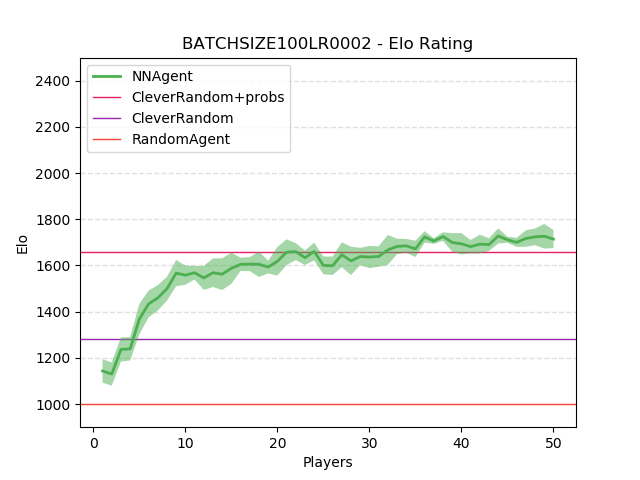 BATCHSIZE100LR0002 - Elo Rating
NNAgent
CleverRandom+probs
CleverRandom
RandomAgent
2400
2200
2000
1800
1600
1400
1200
1000
Elo
0 10 20 30 40 50
Players